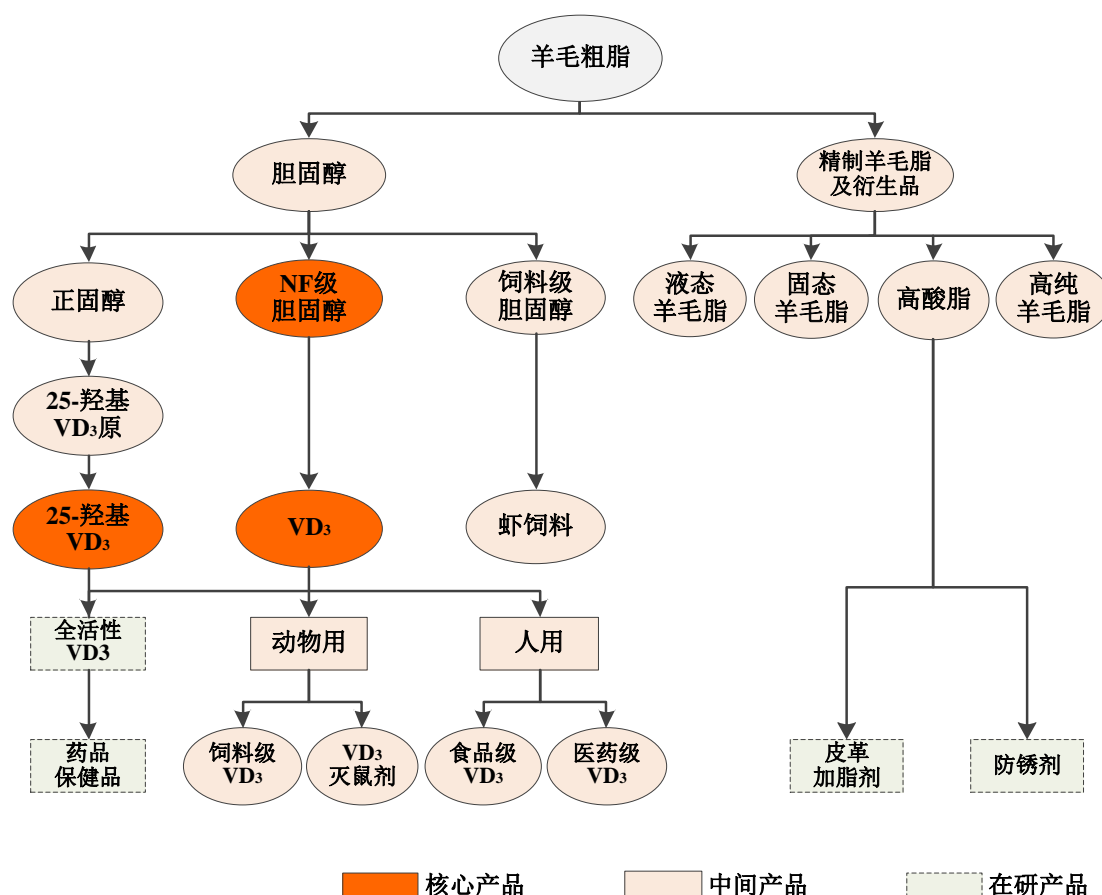 羊毛粗脂
胆固醇
精制羊毛脂
及衍生品
正固醇
NF级
胆固醇
饲料级
胆固醇
液态
羊毛脂
固态
羊毛脂
高酸脂
高纯
羊毛脂
25-羟基
VD₃原
25-羟基
VD₃
VD₃
虾饲料
全活性
VD3
动物用
人用
药品
保健品
饲料级
VD₃
VD₃
灭鼠剂
食品级
VD₃
医药级
VD₃
皮革
加脂剂
防锈剂
核心产品
中间产品
在研产品